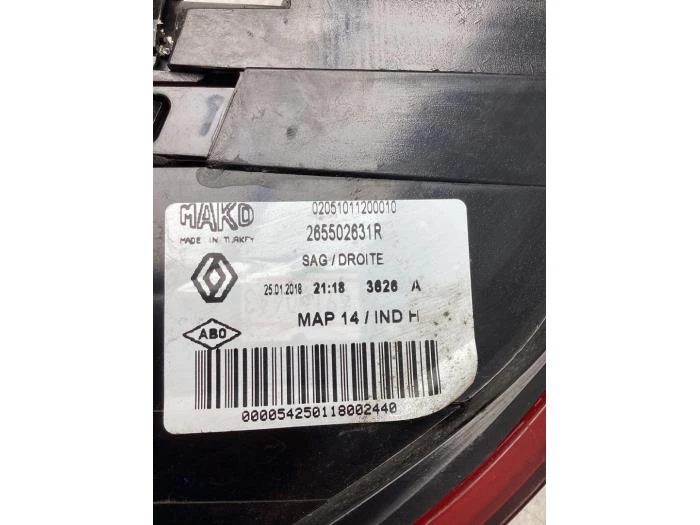 MAKO
MADE IN TURKEY
02051011200010
265502631R
SAG / DROITE
25.01.2018 21:18 3626 A
MAP 14 / IND H
ABO
000054250118002440